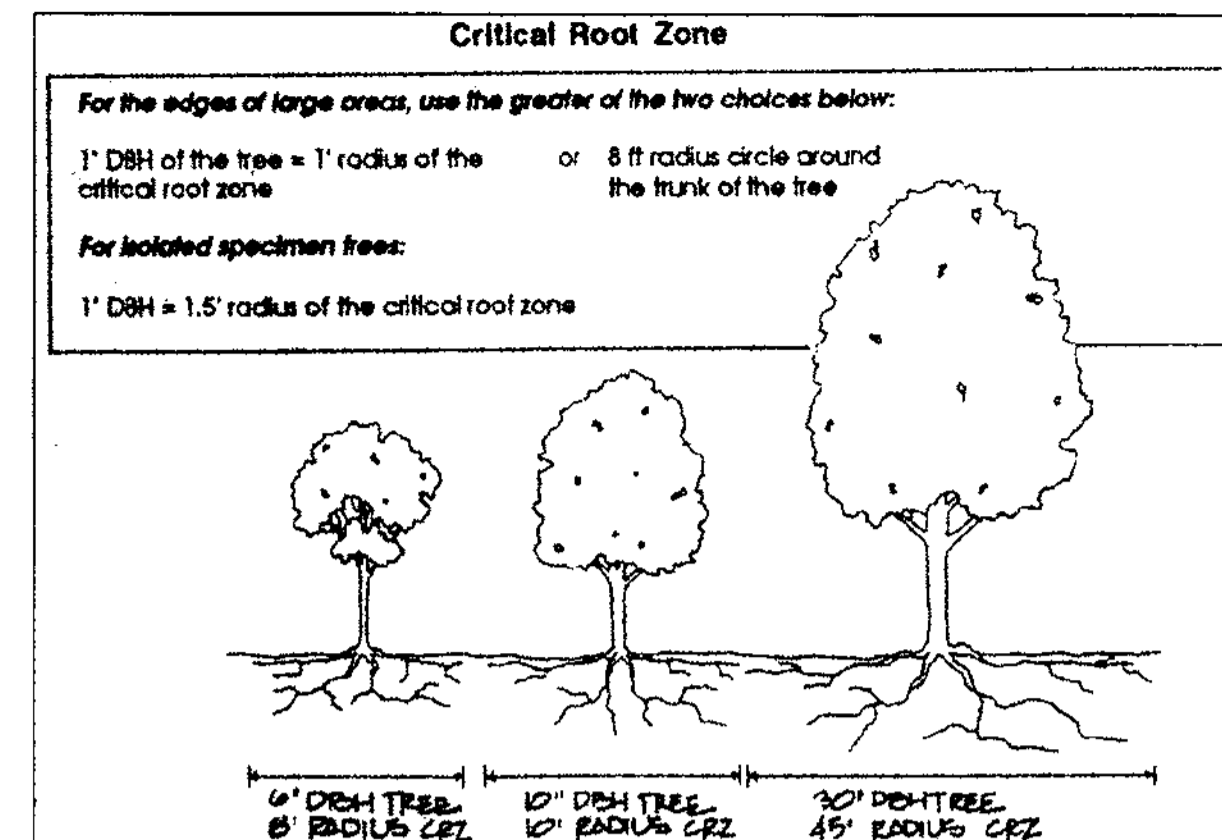 Critical Root Zone
For the edges of large areas, use the greater of the two choices below:
1" DBH of the tree = 1' radius of the or 8 ft radius circle around
critical root zone the trunk of the tree
For isolated specimen trees:
1" DBH = 1.5' radius of the critical root zone
6" DBH TREE 10" DBH TREE 30" DBH TREE
8' RADIUS CRZ 10' RADIUS CRZ 45' RADIUS CRZ